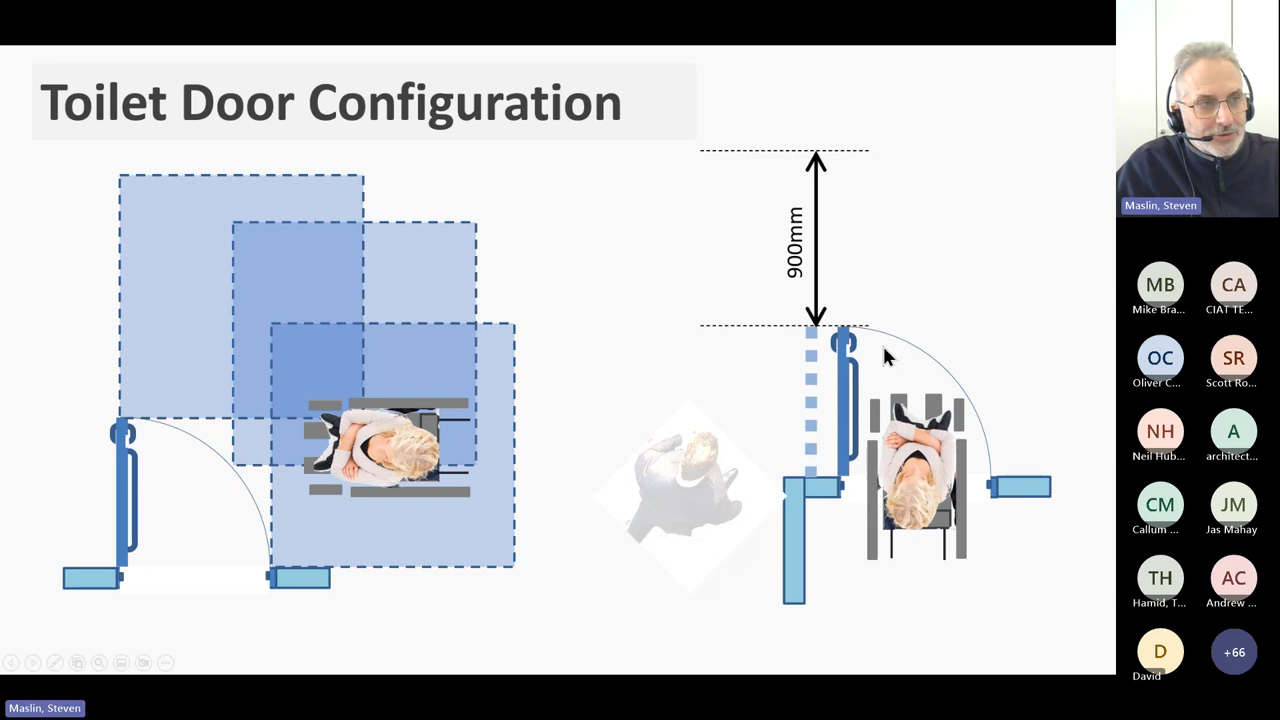 Toilet Door Configuration
900mm
Maslin, Steven
MB
CA
Mike Bra...
CIAT TE...
OC
SR
Oliver C...
Scott Ro...
NH
A
Neil Hub...
architect...
CM
JM
Callum ...
Jas Mahay
TH
AC
Hamid, T...
Andrew ...
D
+66
David
Maslin, Steven